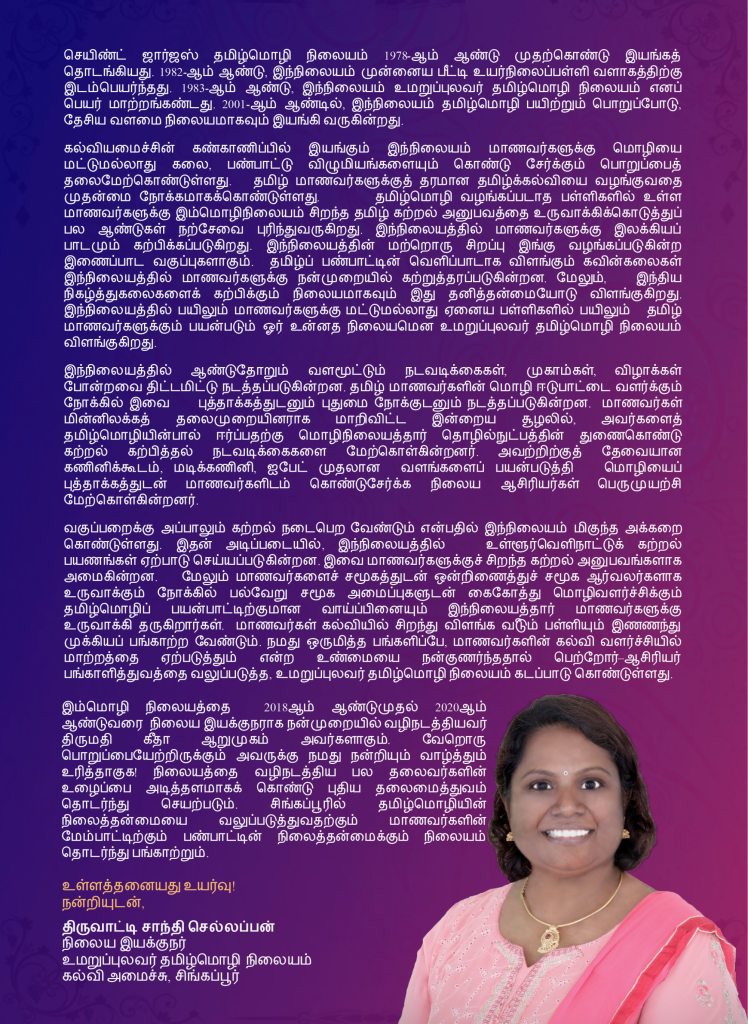 செயிண்ட் ஜார்ஜஸ் தமிழ்மொழி நிலையம் 1978-ஆம் ஆண்டு முதற்கொண்டு இயங்கத்
தொடங்கியது. 1982-ஆம் ஆண்டு, இந்நிலையம் முன்னைய பீட்டி உயர்நிலைப்பள்ளி வளாகத்திற்கு
இடம்பெயர்ந்தது. 1983-ஆம் ஆண்டு, இந்நிலையம் உமறுப்புலவர் தமிழ்மொழி நிலையம் எனப்
பெயர் மாற்றங்கண்டது. 2001-ஆம் ஆண்டில், இந்நிலையம் தமிழ்மொழி பயிற்றும் பொறுப்போடு,
தேசிய வளமை நிலையமாகவும் இயங்கி வருகின்றது.
கல்வியமைச்சின் கண்காணிப்பில் இயங்கும் இந்நிலையம் மாணவர்களுக்கு மொழியை
மட்டுமல்லாது கலை, பண்பாட்டு விழுமியங்களையும் கொண்டு சேர்க்கும் பொறுப்பைத்
தலைமேற்கொண்டுள்ளது. தமிழ் மாணவர்களுக்குத் தரமான தமிழ்க்கல்வியை வழங்குவதை
முதன்மை நோக்கமாகக்கொண்டுள்ளது. தமிழ்மொழி வழங்கப்படாத பள்ளிகளில் உள்ள
மாணவர்களுக்கு இம்மொழிநிலையம் சிறந்த தமிழ் கற்றல் அனுபவத்தை உருவாக்கிக்கொடுத்துப்
பல ஆண்டுகள் நற்சேவை புரிந்துவருகிறது. இந்நிலையத்தில் மாணவர்களுக்கு இலக்கியப்
பாடமும் கற்பிக்கப்படுகிறது. இந்நிலையத்தின் மற்றொரு சிறப்பு இங்கு வழங்கப்படுகின்ற
இணைப்பாட வகுப்புகளாகும். தமிழ்ப் பண்பாட்டின் வெளிப்பாடாக விளங்கும் கவின்கலைகள்
இந்நிலையத்தில் மாணவர்களுக்கு நன்முறையில் கற்றுத்தரப்படுகின்றன. மேலும், இந்திய
நிகழ்த்துகலைகளைக் கற்பிக்கும் நிலையமாகவும் இது தனித்தன்மையோடு விளங்குகிறது.
இந்நிலையத்தில் பயிலும் மாணவர்களுக்கு மட்டுமல்லாது ஏனைய பள்ளிகளில் பயிலும் தமிழ்
மாணவர்களுக்கும் பயன்படும் ஓர் உன்னத நிலையமென உமறுப்புலவர் தமிழ்மொழி நிலையம்
விளங்குகிறது.
இந்நிலையத்தில் ஆண்டுதோறும் வளமூட்டும் நடவடிக்கைகள், முகாம்கள், விழாக்கள்
போன்றவை திட்டமிட்டு நடத்தப்படுகின்றன. தமிழ் மாணவர்களின் மொழி ஈடுபாட்டை வளர்க்கும்
நோக்கில் இவை புத்தாக்கத்துடனும் புதுமை நோக்குடனும் நடத்தப்படுகின்றன. மாணவர்கள்
மின்னிலக்கத் தலைமுறையினராக மாறிவிட்ட இன்றைய சூழலில், அவர்களைத்
தமிழ்மொழியின்பால் ஈர்ப்பதற்கு மொழிநிலையத்தார் தொழில்நுட்பத்தின் துணைகொண்டு
கற்றல் கற்பித்தல் நடவடிக்கைகளை மேற்கொள்கின்றனர். அவற்றிற்குத் தேவையான
கணினிக்கூடம், மடிக்கணினி, ஐபேட் முதலான வளங்களைப் பயன்படுத்தி மொழியைப்
புத்தாக்கத்துடன் மாணவர்களிடம் கொண்டுசேர்க்க நிலைய ஆசிரியர்கள் பெருமுயற்சி
மேற்கொள்கின்றனர்.
வகுப்பறைக்கு அப்பாலும் கற்றல் நடைபெற வேண்டும் என்பதில் இந்நிலையம் மிகுந்த அக்கறை
கொண்டுள்ளது. இதன் அடிப்படையில், இந்நிலையத்தில் உள்ளூர்வெளிநாட்டுக் கற்றல்
பயணங்கள் ஏற்பாடு செய்யப்படுகின்றன. இவை மாணவர்களுக்குச் சிறந்த கற்றல் அனுபவங்களாக
அமைகின்றன. மேலும் மாணவர்களைச் சமூகத்துடன் ஒன்றிணைத்துச் சமூக ஆர்வலர்களாக
உருவாக்கும் நோக்கில் பல்வேறு சமூக அமைப்புகளுடன் கைகோத்து மொழிவளர்ச்சிக்கும்
தமிழ்மொழிப் பயன்பாட்டிற்குமான வாய்ப்பினையும் இந்நிலையத்தார் மாணவர்களுக்கு
உருவாக்கி தருகிறார்கள். மாணவர்கள் கல்வியில் சிறந்து விளங்க பள்ளியும் இணைந்து
முக்கியப் பங்காற்ற வேண்டும். நமது ஒருமித்த பங்களிப்பே, மாணவர்களின் கல்வி வளர்ச்சியில்
மாற்றத்தை ஏற்படுத்தும் என்ற உண்மையை நன்குணர்ந்ததால் பெற்றோர்-ஆசிரியர்
பங்காளித்துவத்தை வலுப்படுத்த, உமறுப்புலவர் தமிழ்மொழி நிலையம் கடப்பாடு கொண்டுள்ளது.
இம்மொழி நிலையத்தை 2018ஆம் ஆண்டுமுதல் 2020ஆம்
ஆண்டுவரை நிலைய இயக்குநராக நன்முறையில் வழிநடத்தியவர்
திருமதி கீதா ஆறுமுகம் அவர்களாகும். வேறொரு
பொறுப்பையேற்றிருக்கும் அவருக்கு நமது நன்றியும் வாழ்த்தும்
உரித்தாகுக! நிலையத்தை வழிநடத்திய பல தலைவர்களின்
உழைப்பை அடித்தளமாகக் கொண்டு புதிய தலைமைத்துவம்
தொடர்ந்து செயற்படும். சிங்கப்பூரில் தமிழ்மொழியின்
நிலைத்தன்மையை வலுப்படுத்துவதற்கும் மாணவர்களின்
மேம்பாட்டிற்கும் பண்பாட்டின் நிலைத்தன்மைக்கும் நிலையம்
தொடர்ந்து பங்காற்றும்.
உள்ளத்தனையது உயர்வு!
நன்றியுடன்,
திருவாட்டி சாந்தி செல்லப்பன்
நிலைய இயக்குநர்
உமறுப்புலவர் தமிழ்மொழி நிலையம்
கல்வி அமைச்சு, சிங்கப்பூர்